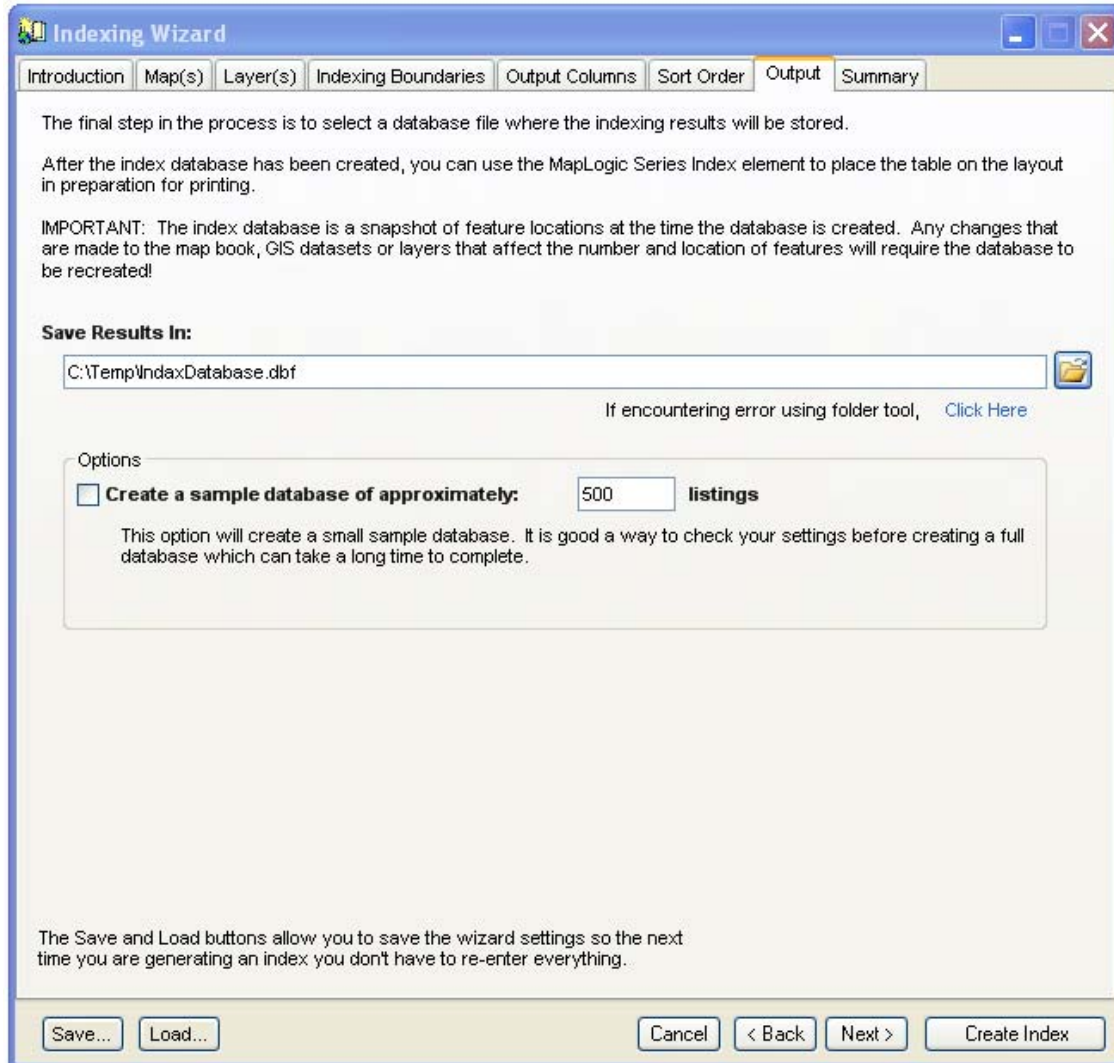 Indexing Wizard
Introduction Map(s) Layer(s) Indexing Boundaries Output Columns Sort Order Output Summary
The final step in the process is to select a database file where the indexing results will be stored.
After the index database has been created, you can use the MapLogic Series Index element to place the table on the layout
in preparation for printing.
IMPORTANT: The index database is a snapshot of feature locations at the time the database is created. Any changes that
are made to the map book, GIS datasets or layers that affect the number and location of features will require the database to
be recreated!
Save Results In:
C:\Temp\IndaxDatabase.dbf
If encountering error using folder tool, Click Here
Options
Create a sample database of approximately: 500 listings
This option will create a small sample database. It is good a way to check your settings before creating a full
database which can take a long time to complete.
The Save and Load buttons allow you to save the wizard settings so the next
time you are generating an index you don't have to re-enter everything.
Save... Load... Cancel < Back Next > Create Index